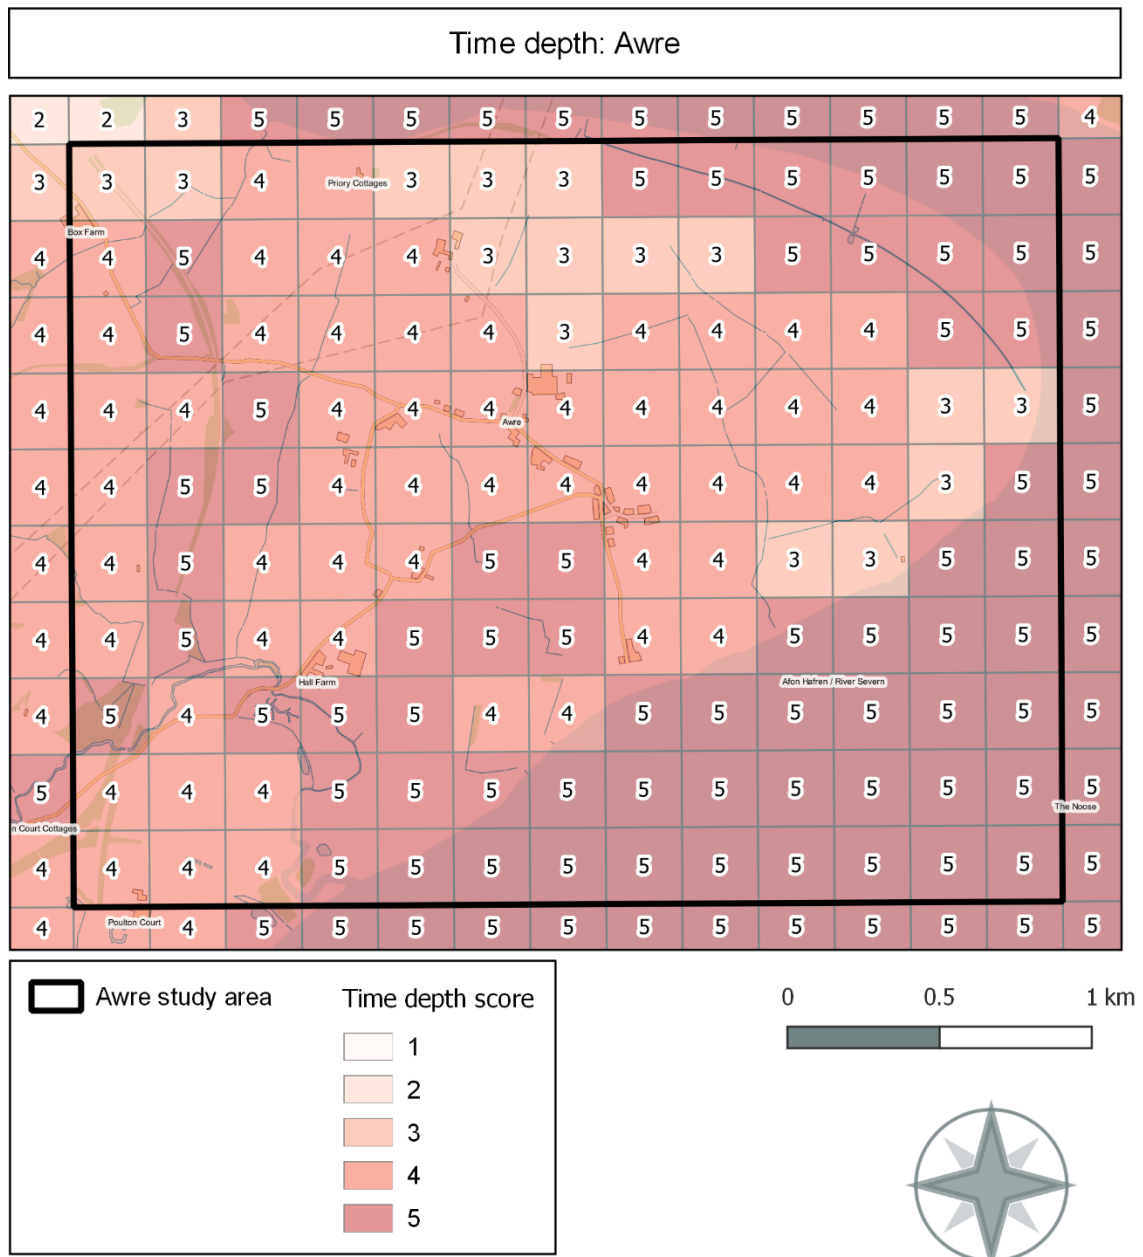 Time depth: Awre
2 2 3 5 5 5 5 5 5 5 5 5 5 5 4
3 3 3 4 Priory Cottages 3 3 3 5 5 5 5 5 5 5
Box Farm
4 4 5 4 4 4 3 3 3 3 5 5 5 5 5
4 4 5 4 4 4 4 3 4 4 4 4 5 5 5
4 4 4 5 4 4 4 4 4 4 4 4 3 3 5
Awre
4 4 5 5 4 4 4 4 4 4 4 4 3 5 5
4 4 5 4 4 4 5 5 4 4 3 3 5 5 5
4 4 5 4 4 5 5 5 4 4 5 5 5 5 5
Hall Farm Afon Hafren / River Severn
4 5 4 5 5 5 4 4 5 5 5 5 5 5 5
5 4 4 4 5 5 5 5 5 5 5 5 5 5 5
The Noose
n Court Cottages
4 4 4 4 5 5 5 5 5 5 5 5 5 5 5
Poulton Court
4 4 5 5 5 5 5 5 5 5 5 5 5 5
Awre study area
Time depth score
1
2
3
4
5
0 0.5 1 km